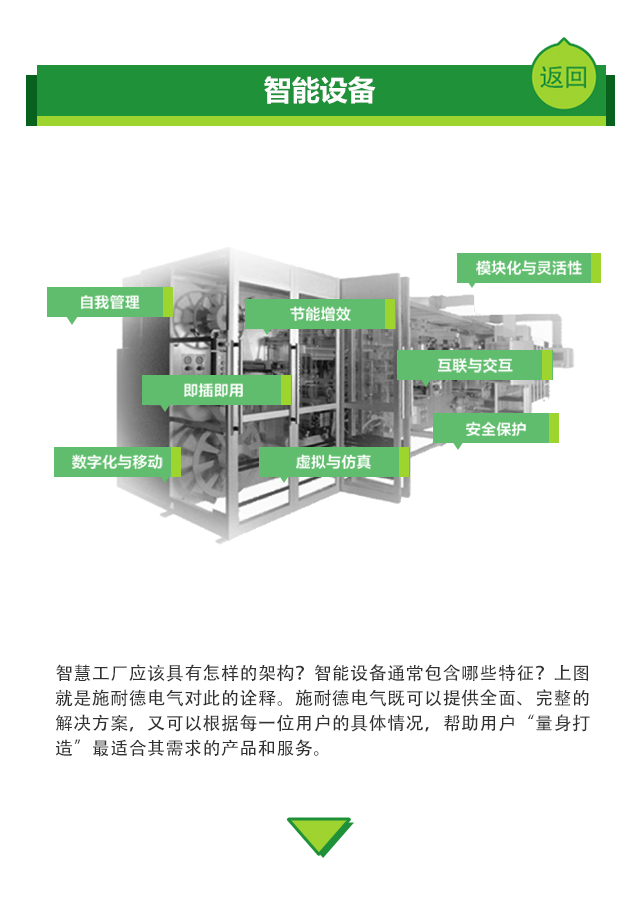 智能设备
返回
模块化与灵活性
自我管理
节能增效
互联与交互
即插即用
安全保护
数字化与移动
虚拟与仿真
智慧工厂应该具有怎样的架构？智能设备通常包含哪些特征？上图
就是施耐德电气对此的诠释。施耐德电气既可以提供全面、完整的
解决方案，又可以根据每一位用户的具体情况，帮助用户“量身打
造”最适合其需求的产品和服务。